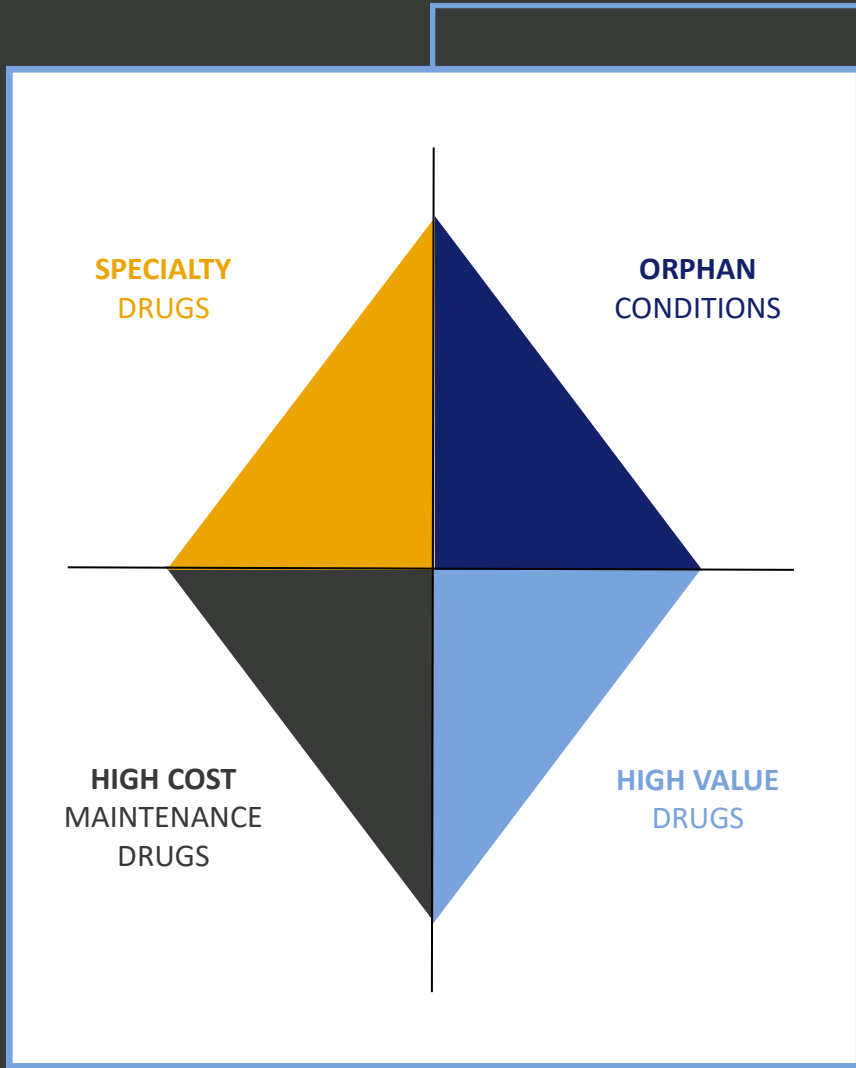 SPECIALTY
DRUGS
ORPHAN
CONDITIONS
HIGH COST
MAINTENANCE
DRUGS
HIGH VALUE
DRUGS